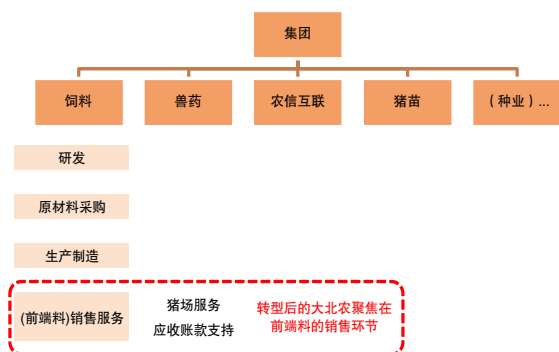 集团
饲料
兽药
农信互联
猪苗
（种业）...
研发
原材料采购
生产制造
(前端料)销售服务
猪场服务
应收账款支持
转型后的大北农聚焦在
前端料的销售环节